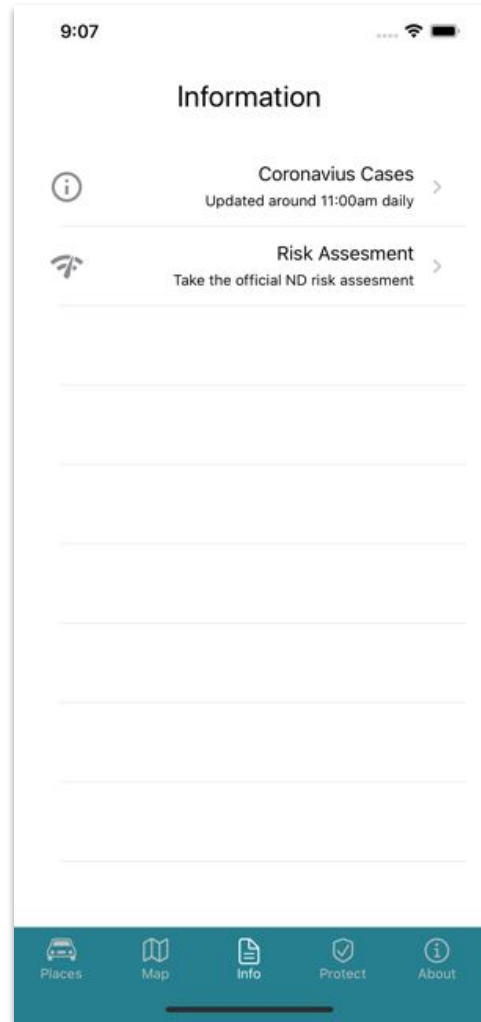 9:07
Information
Coronavius Cases
Updated around 11:00am daily
Risk Assesment
Take the official ND risk assesment
Places Map Info Protect About